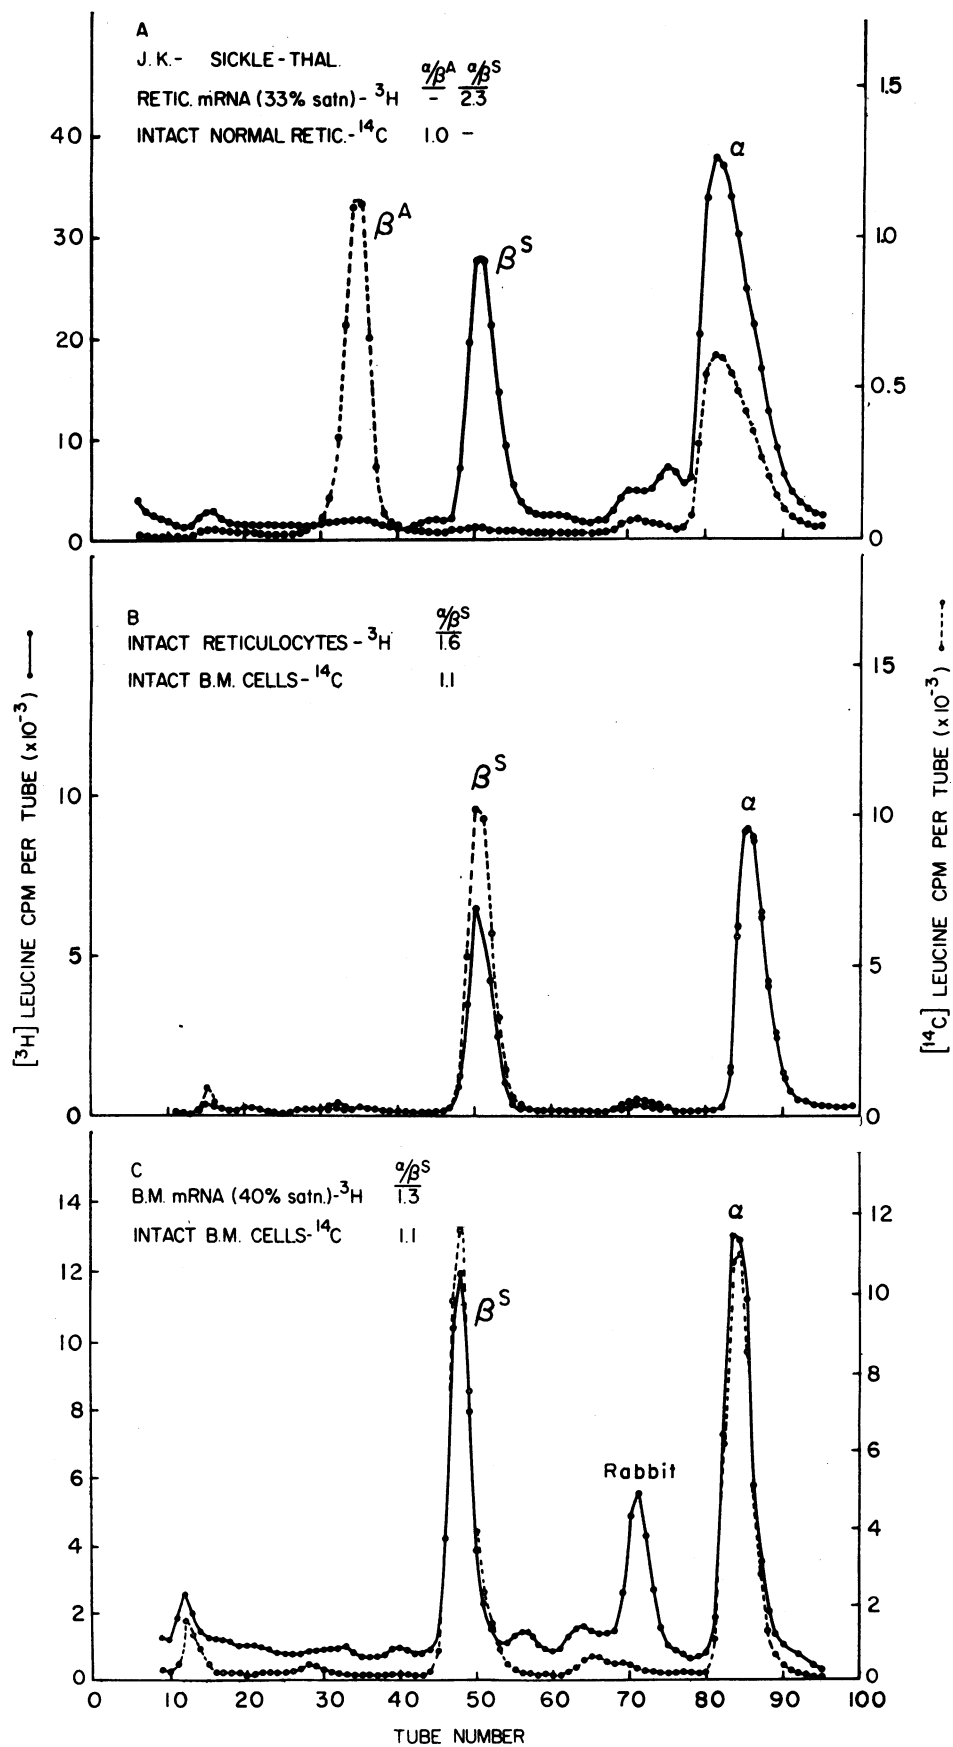 A
J.K.- SICKLE-THAL.
α/βᴬ α/βˢ
RETIC. mRNA (33% satn)-³H - 2.3
INTACT NORMAL RETIC.-¹⁴C 1.0 -
40
30
20
10
0
1.5
1.0
0.5
0
βᴬ
βˢ
α
B
α/βˢ
INTACT RETICULOCYTES-³H 1.6
INTACT B.M. CELLS-¹⁴C 1.1
10
5
0
15
10
5
0
βˢ
α
[³H] LEUCINE CPM PER TUBE (x10⁻³)
[¹⁴C] LEUCINE CPM PER TUBE (x10⁻³)
C
α/βˢ
B.M. mRNA (40% satn.)-³H 1.3
INTACT B.M. CELLS-¹⁴C 1.1
14
12
10
8
6
4
2
0
12
10
8
6
4
2
0
βˢ
Rabbit
α
0 10 20 30 40 50 60 70 80 90 100
TUBE NUMBER